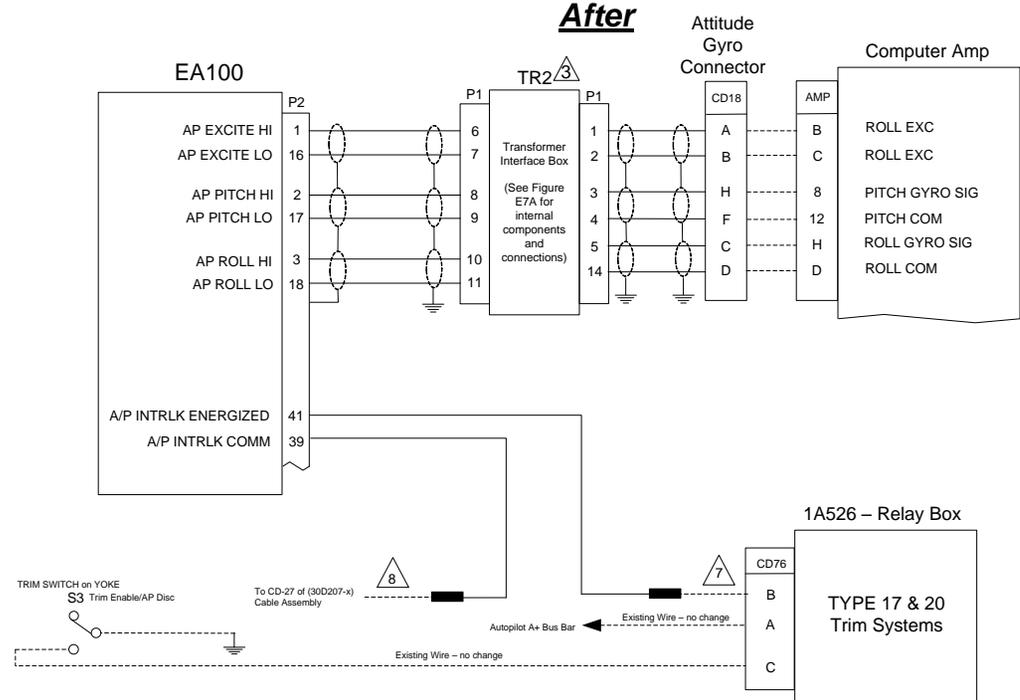 After
Attitude
Gyro
Connector
Computer Amp
EA100
TR2
3
P2
P1
P1
CD18
AMP
AP EXCITE HI 1 6 1 A B ROLL EXC
AP EXCITE LO 16 7 2 B C ROLL EXC
AP PITCH HI 2 8 3 H 8 PITCH GYRO SIG
AP PITCH LO 17 9 4 F 12 PITCH COM
AP ROLL HI 3 10 5 C H ROLL GYRO SIG
AP ROLL LO 18 11 14 D D ROLL COM
Transformer
Interface Box
(See Figure
E7A for
internal
components
and
connections)
A/P INTRLK ENERGIZED 41
A/P INTRLK COMM 39
1A526 – Relay Box
CD76
TRIM SWITCH on YOKE
S3 Trim Enable/AP Disc
To CD-27 of (30D207-x)
Cable Assembly
8
7
B
Autopilot A+ Bus Bar
Existing Wire – no change
A
Existing Wire – no change
C
TYPE 17 & 20
Trim Systems